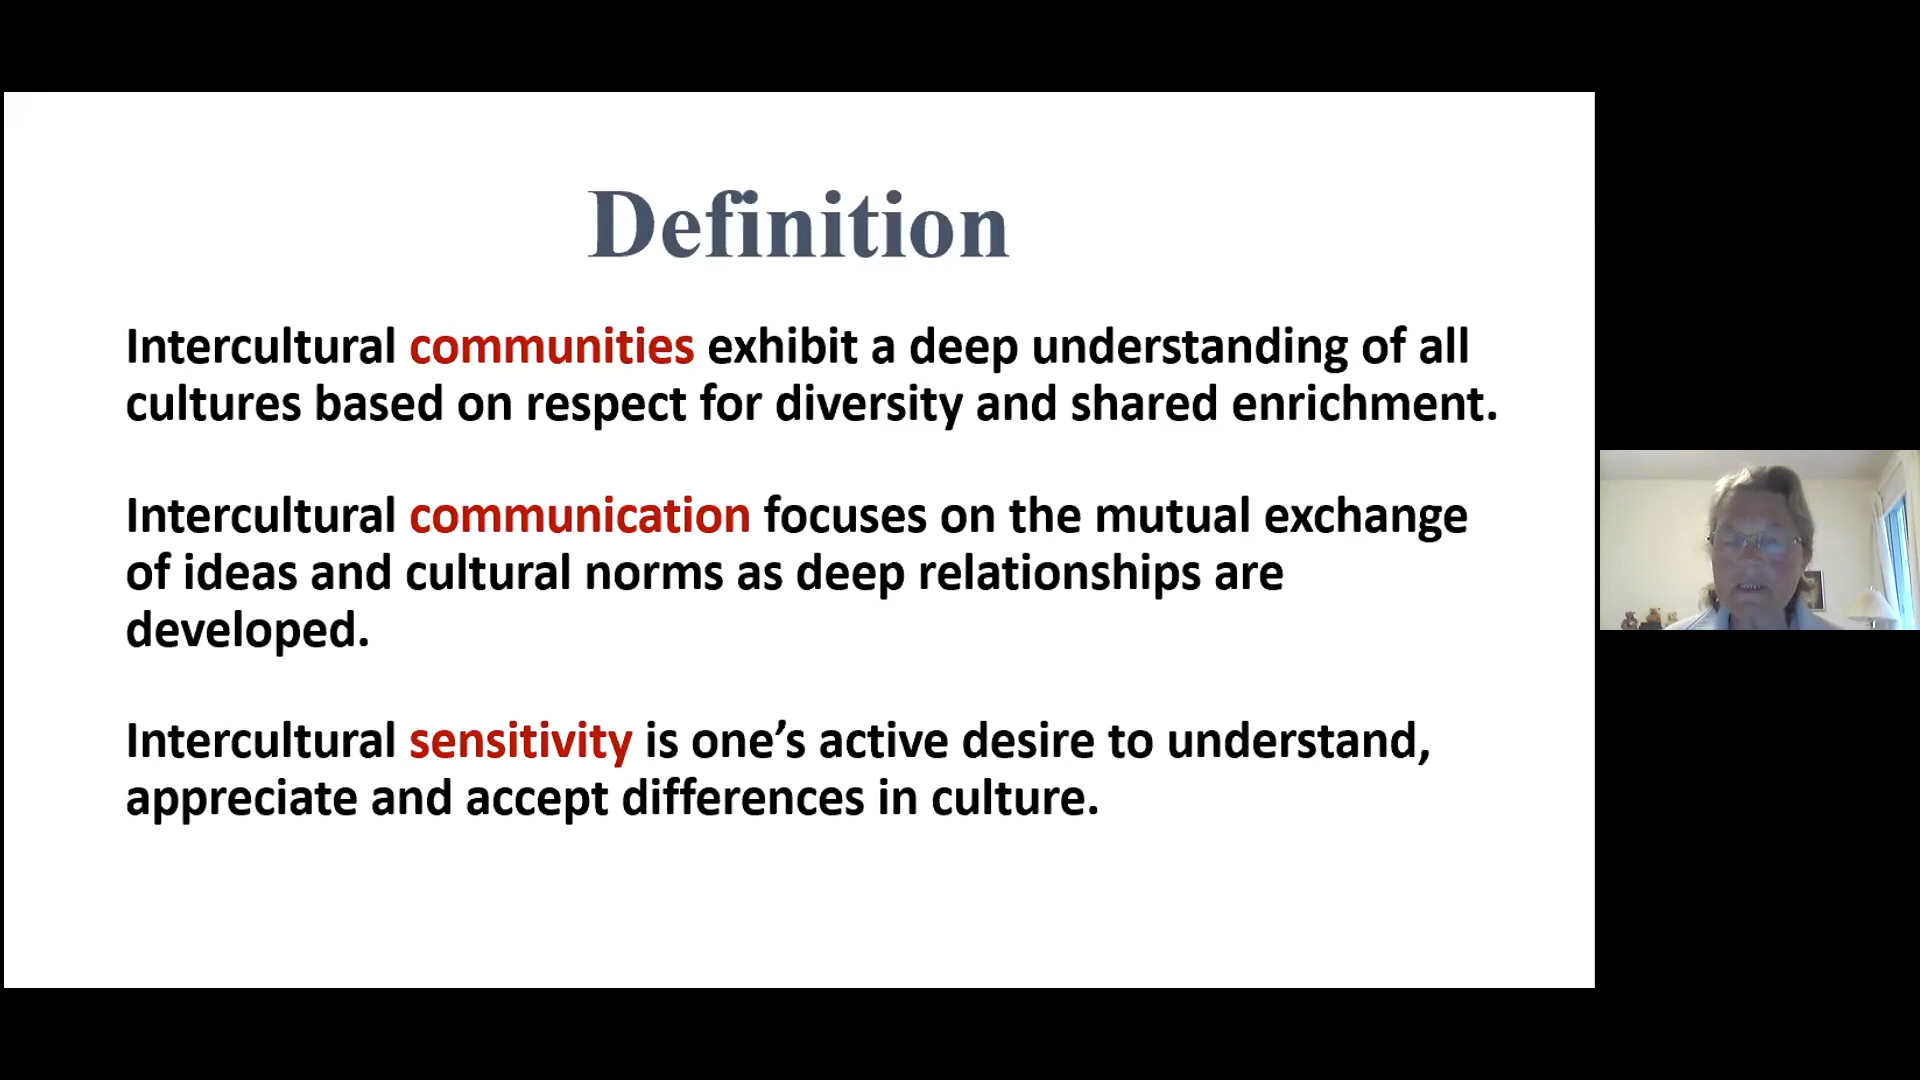 Definition
Intercultural communities exhibit a deep understanding of all
cultures based on respect for diversity and shared enrichment.
Intercultural communication focuses on the mutual exchange
of ideas and cultural norms as deep relationships are
developed.
Intercultural sensitivity is one’s active desire to understand,
appreciate and accept differences in culture.